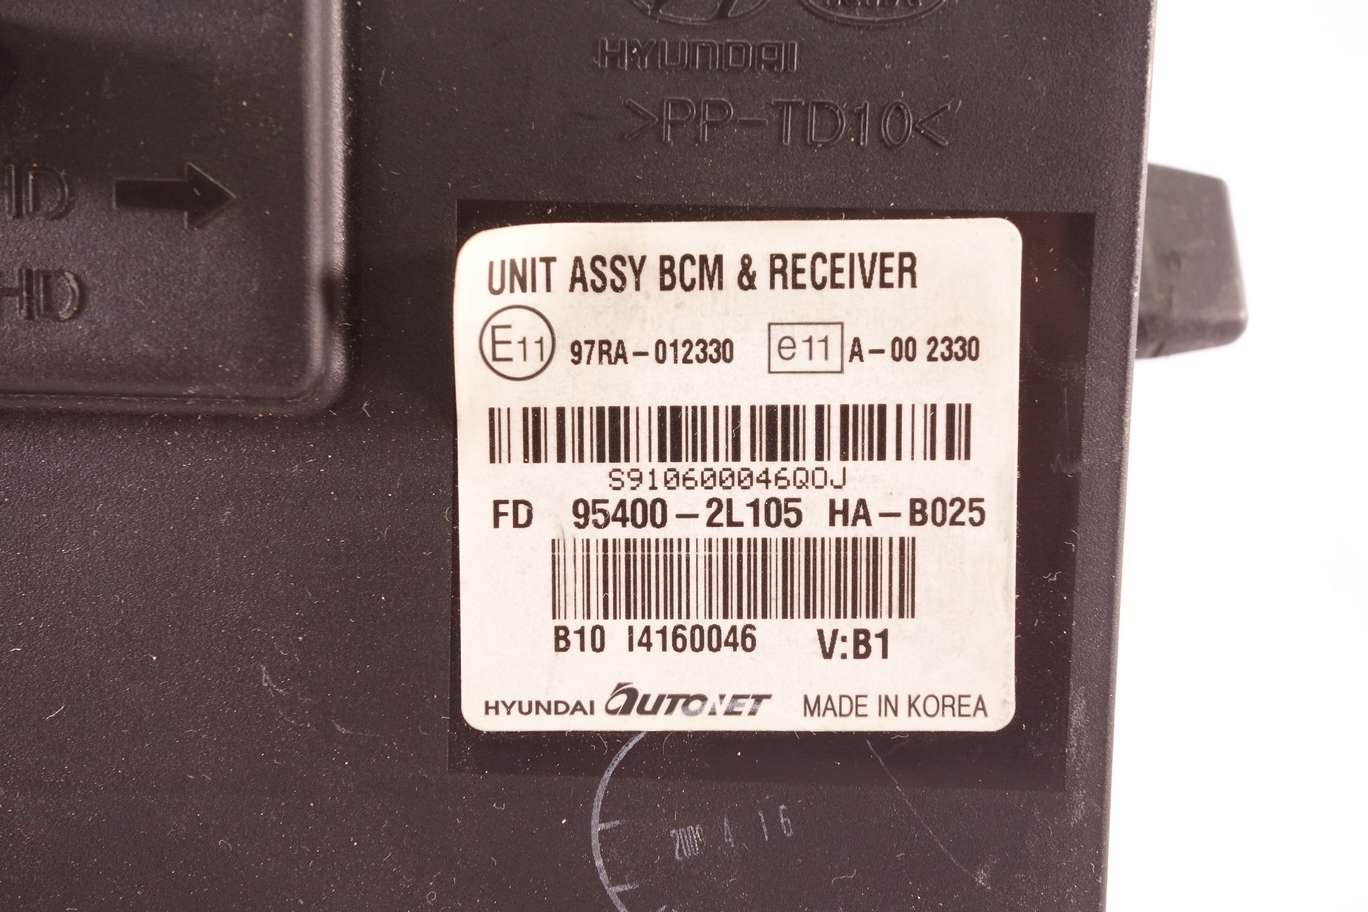 HYUNDAI
>PP-TD10<
HD
HD
UNIT ASSY BCM & RECEIVER
E11 97RA-012330 e11 A-00 2330
S910600046QOJ
FD 95400-2L105 HA-B025
B10 I4160046 V:B1
HYUNDAI AUTONET MADE IN KOREA
4 16